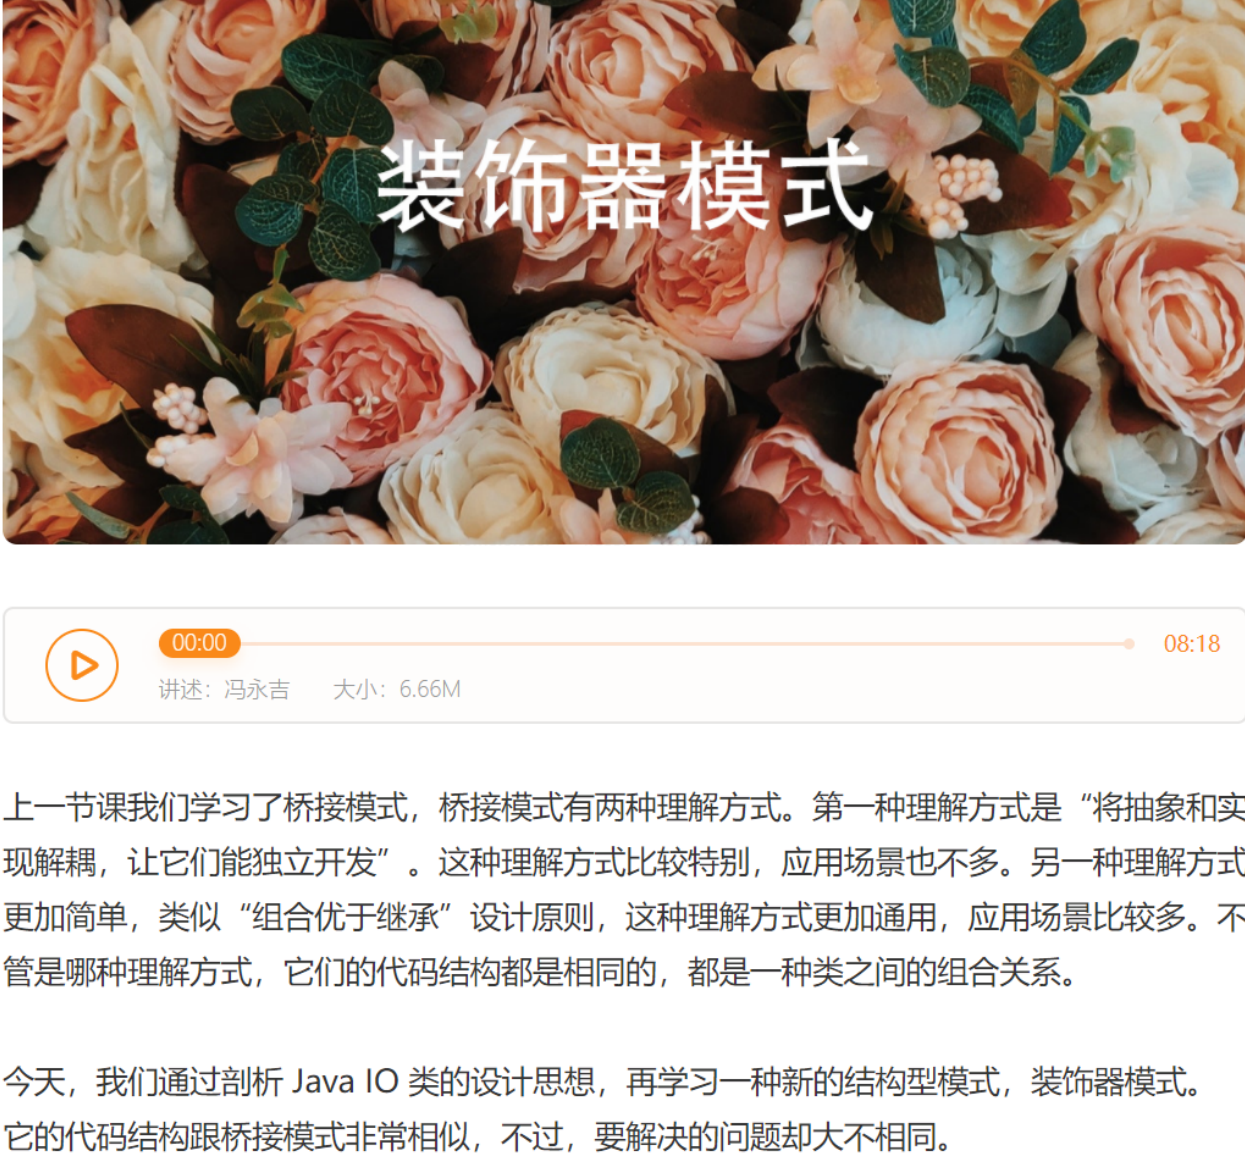 装饰器模式
00:00
08:18
讲述：冯永吉 大小：6.66M
上一节课我们学习了桥接模式，桥接模式有两种理解方式。第一种理解方式是“将抽象和实
现解耦，让它们能独立开发”。这种理解方式比较特别，应用场景也不多。另一种理解方式
更加简单，类似“组合优于继承”设计原则，这种理解方式更加通用，应用场景比较多。不
管是哪种理解方式，它们的代码结构都是相同的，都是一种类之间的组合关系。
今天，我们通过剖析 Java IO 类的设计思想，再学习一种新的结构型模式，装饰器模式。
它的代码结构跟桥接模式非常相似，不过，要解决的问题却大不相同。